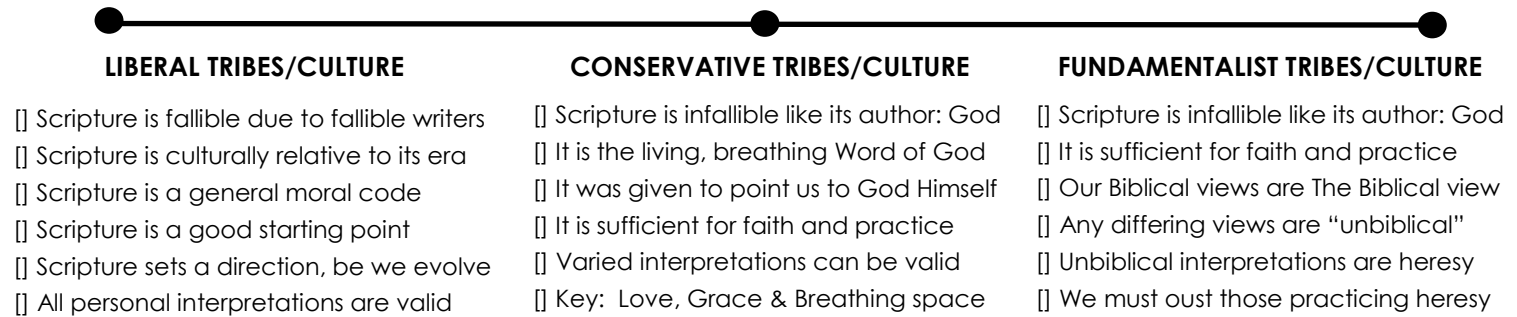 LIBERAL TRIBES/CULTURE
[] Scripture is fallible due to fallible writers
[] Scripture is culturally relative to its era
[] Scripture is a general moral code
[] Scripture is a good starting point
[] Scripture sets a direction, be we evolve
[] All personal interpretations are valid
CONSERVATIVE TRIBES/CULTURE
[] Scripture is infallible like its author: God
[] It is the living, breathing Word of God
[] It was given to point us to God Himself
[] It is sufficient for faith and practice
[] Varied interpretations can be valid
[] Key: Love, Grace & Breathing space
FUNDAMENTALIST TRIBES/CULTURE
[] Scripture is infallible like its author: God
[] It is sufficient for faith and practice
[] Our Biblical views are The Biblical view
[] Any differing views are “unbiblical”
[] Unbiblical interpretations are heresy
[] We must oust those practicing heresy